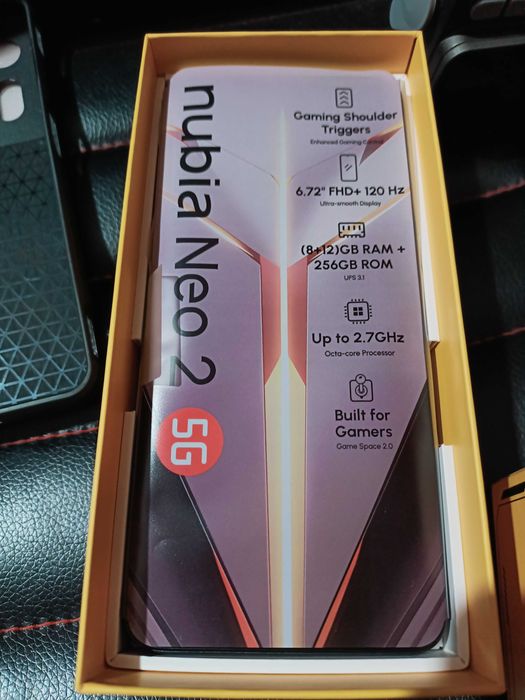 nubia Neo 2
5G
Gaming Shoulder
Triggers
Enhanced Gaming Control
6.72" FHD+ 120 Hz
Ultra-smooth Display
(8+12)GB RAM +
256GB ROM
UFS 3.1
Up to 2.7GHz
Octa-core Processor
Built for
Gamers
Game Space 2.0